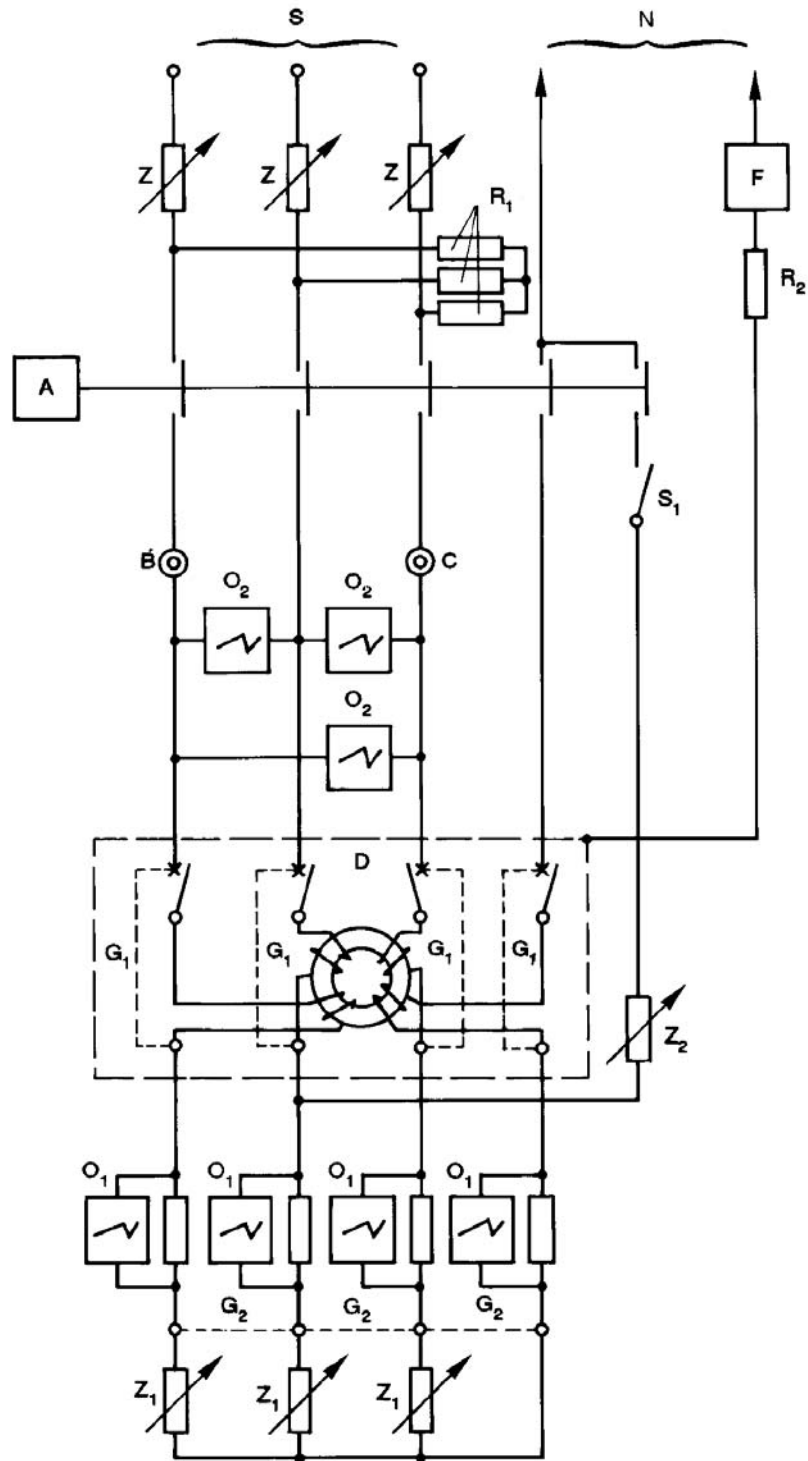 S N
Z Z Z F
R₁
R₂
A
S₁
B C
O₂ O₂
O₂
D
G₁ G₁ G₁ G₁
Z₂
O₁ O₁ O₁ O₁
G₂ G₂ G₂
Z₁ Z₁ Z₁